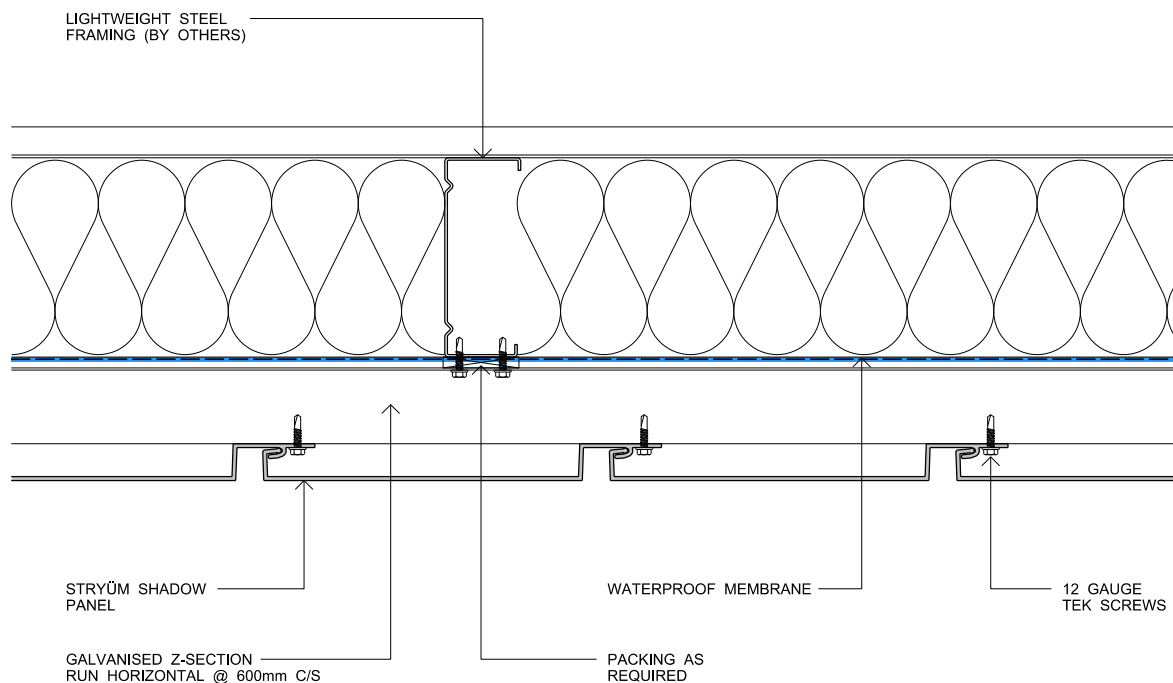 LIGHTWEIGHT STEEL
FRAMING (BY OTHERS)
STRYÜM SHADOW
PANEL
WATERPROOF MEMBRANE
12 GAUGE
TEK SCREWS
GALVANISED Z-SECTION
RUN HORIZONTAL @ 600mm C/S
PACKING AS
REQUIRED